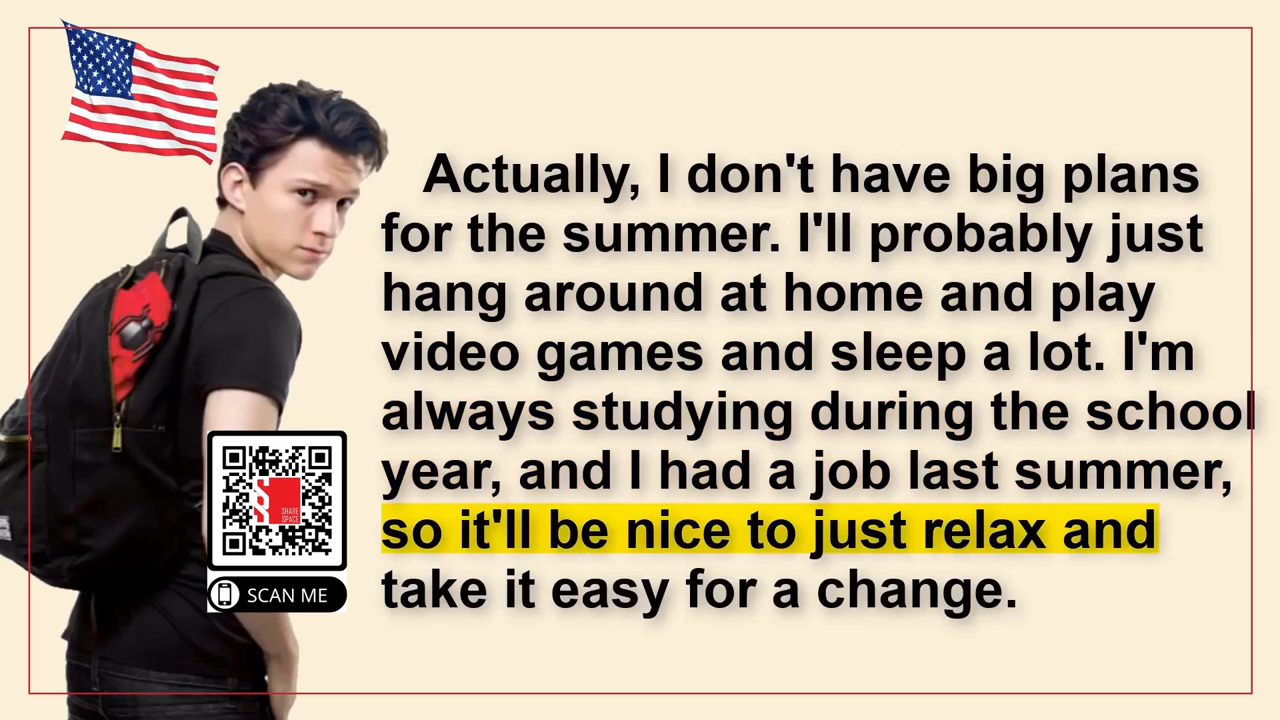 Actually, I don't have big plans
for the summer. I'll probably just
hang around at home and play
video games and sleep a lot. I'm
always studying during the school
year, and I had a job last summer,
so it'll be nice to just relax and
take it easy for a change.
SHARE
SPACE
SCAN ME